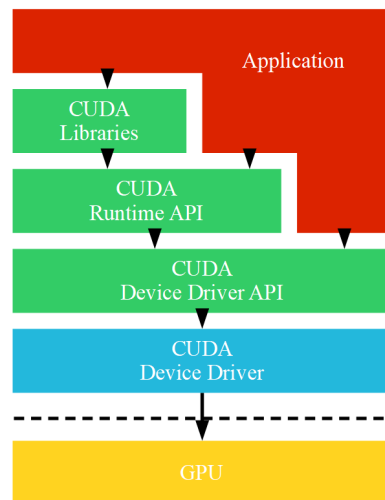 Application
CUDA
Libraries
CUDA
Runtime API
CUDA
Device Driver API
CUDA
Device Driver
GPU